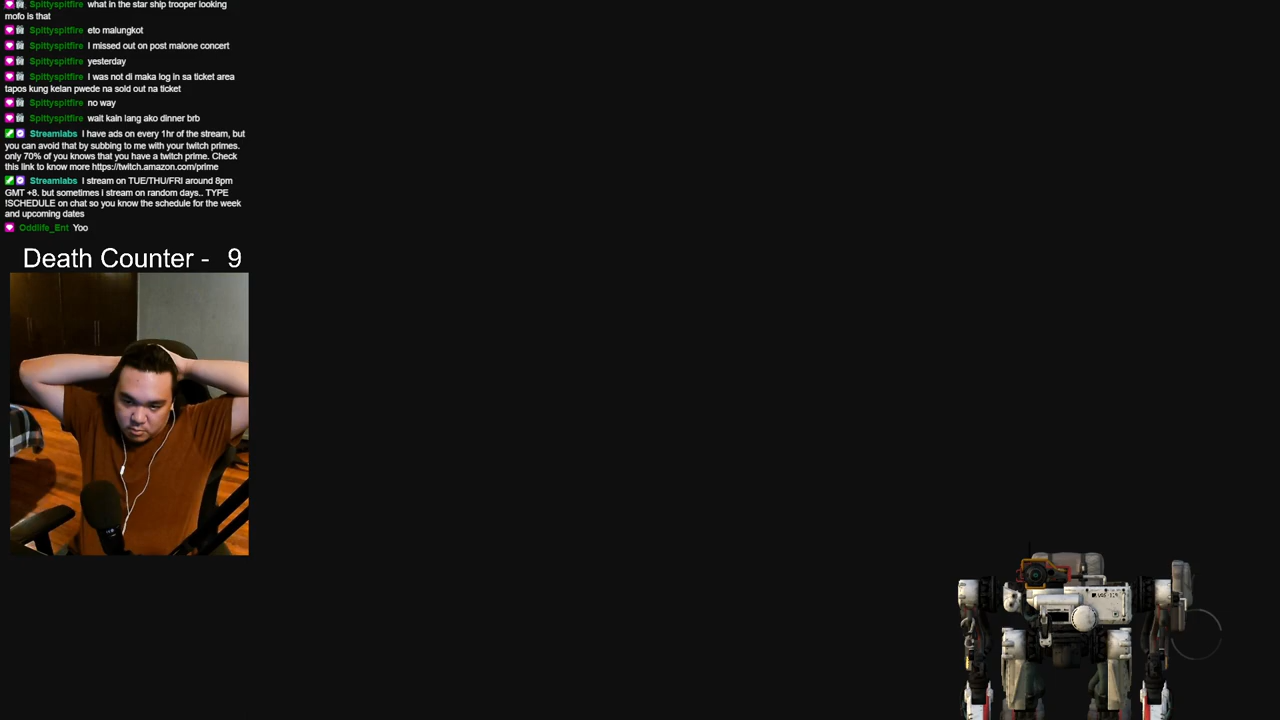 Spittyspitfire what in the star ship trooper looking
mofo is that
Spittyspitfire eto malungkot
Spittyspitfire I missed out on post malone concert
Spittyspitfire yesterday
Spittyspitfire I was not di maka log in sa ticket area
tapos kung kelan pwede na sold out na ticket
Spittyspitfire no way
Spittyspitfire wait kain lang ako dinner brb
Streamlabs I have ads on every 1hr of the stream, but
you can avoid that by subbing to me with your twitch primes.
only 70% of you knows that you have a twitch prime. Check
this link to know more https://twitch.amazon.com/prime
Streamlabs I stream on TUE/THU/FRI around 8pm
GMT +8. but sometimes i stream on random days.. TYPE
!SCHEDULE on chat so you know the schedule for the week
and upcoming dates
Oddlife_Ent Yoo
Death Counter - 9